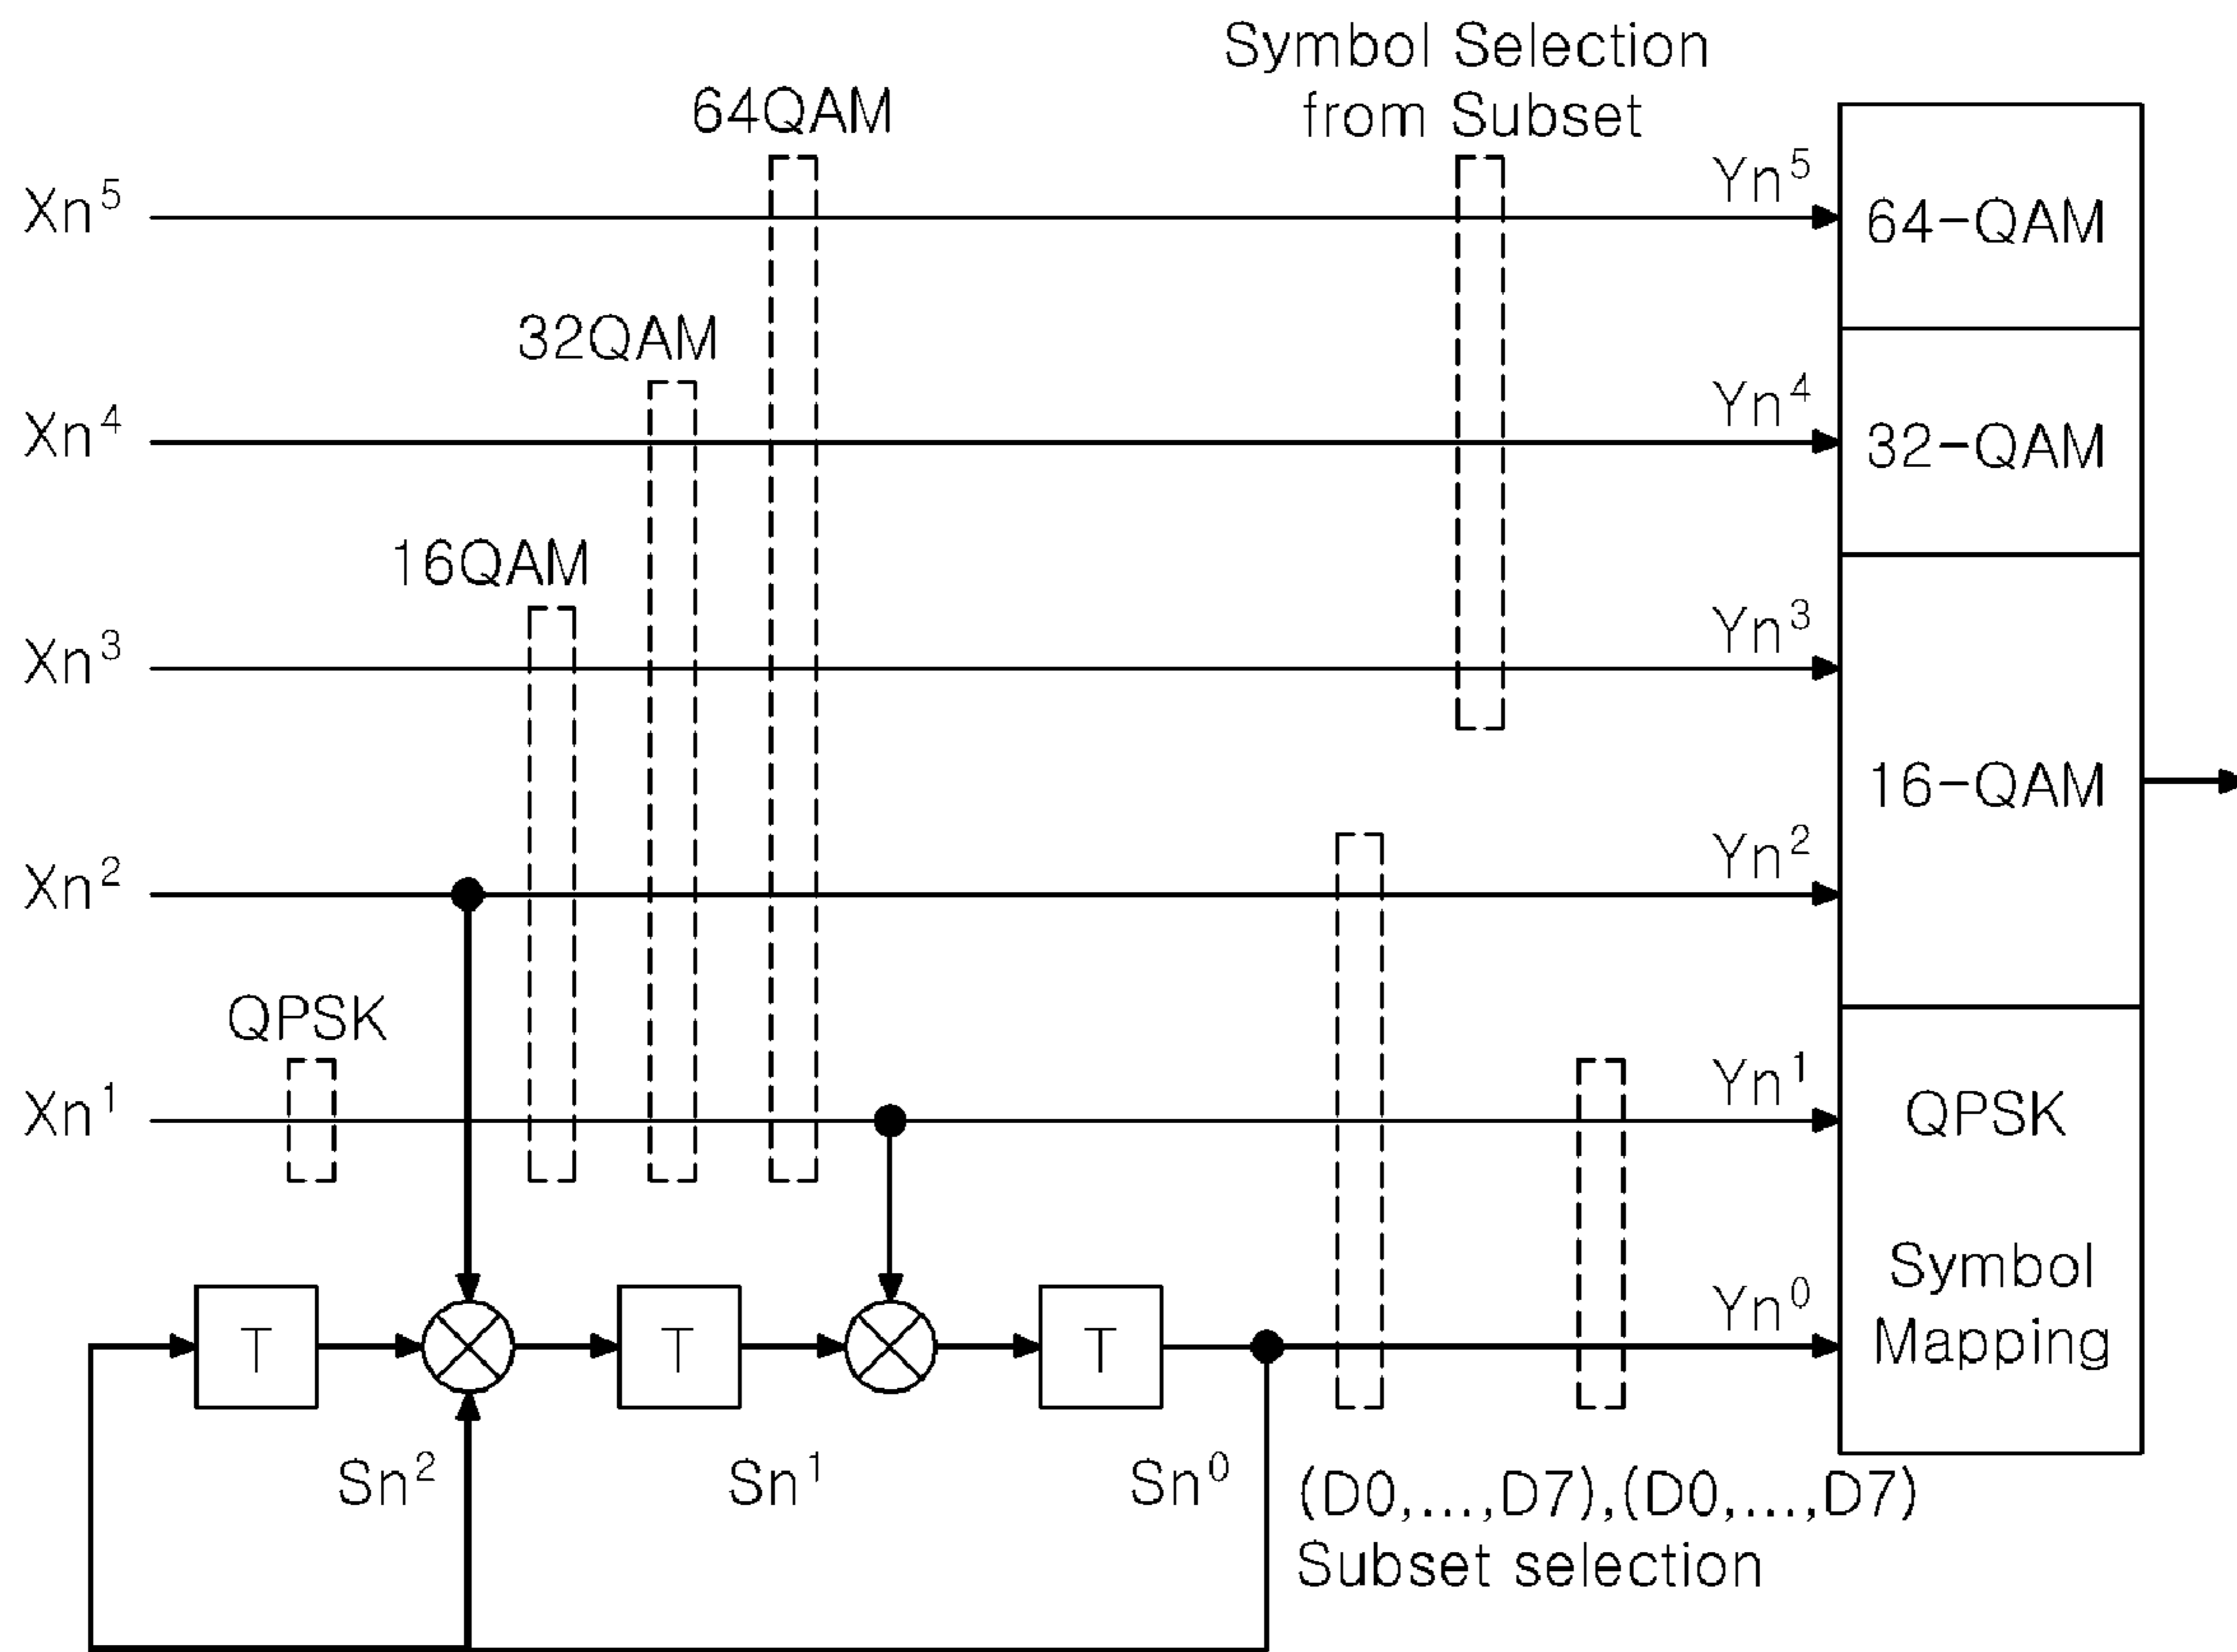 Symbol Selection
from Subset
64QAM
Xn⁵
Yn⁵
64-QAM
32QAM
Xn⁴
Yn⁴
32-QAM
16QAM
Xn³
Yn³
16-QAM
Xn²
Yn²
QPSK
Xn¹
Yn¹
QPSK
Symbol
Mapping
T
T
T
Yn⁰
Sn²
Sn¹
Sn⁰
(D0,...,D7),(D0,...,D7)
Subset selection